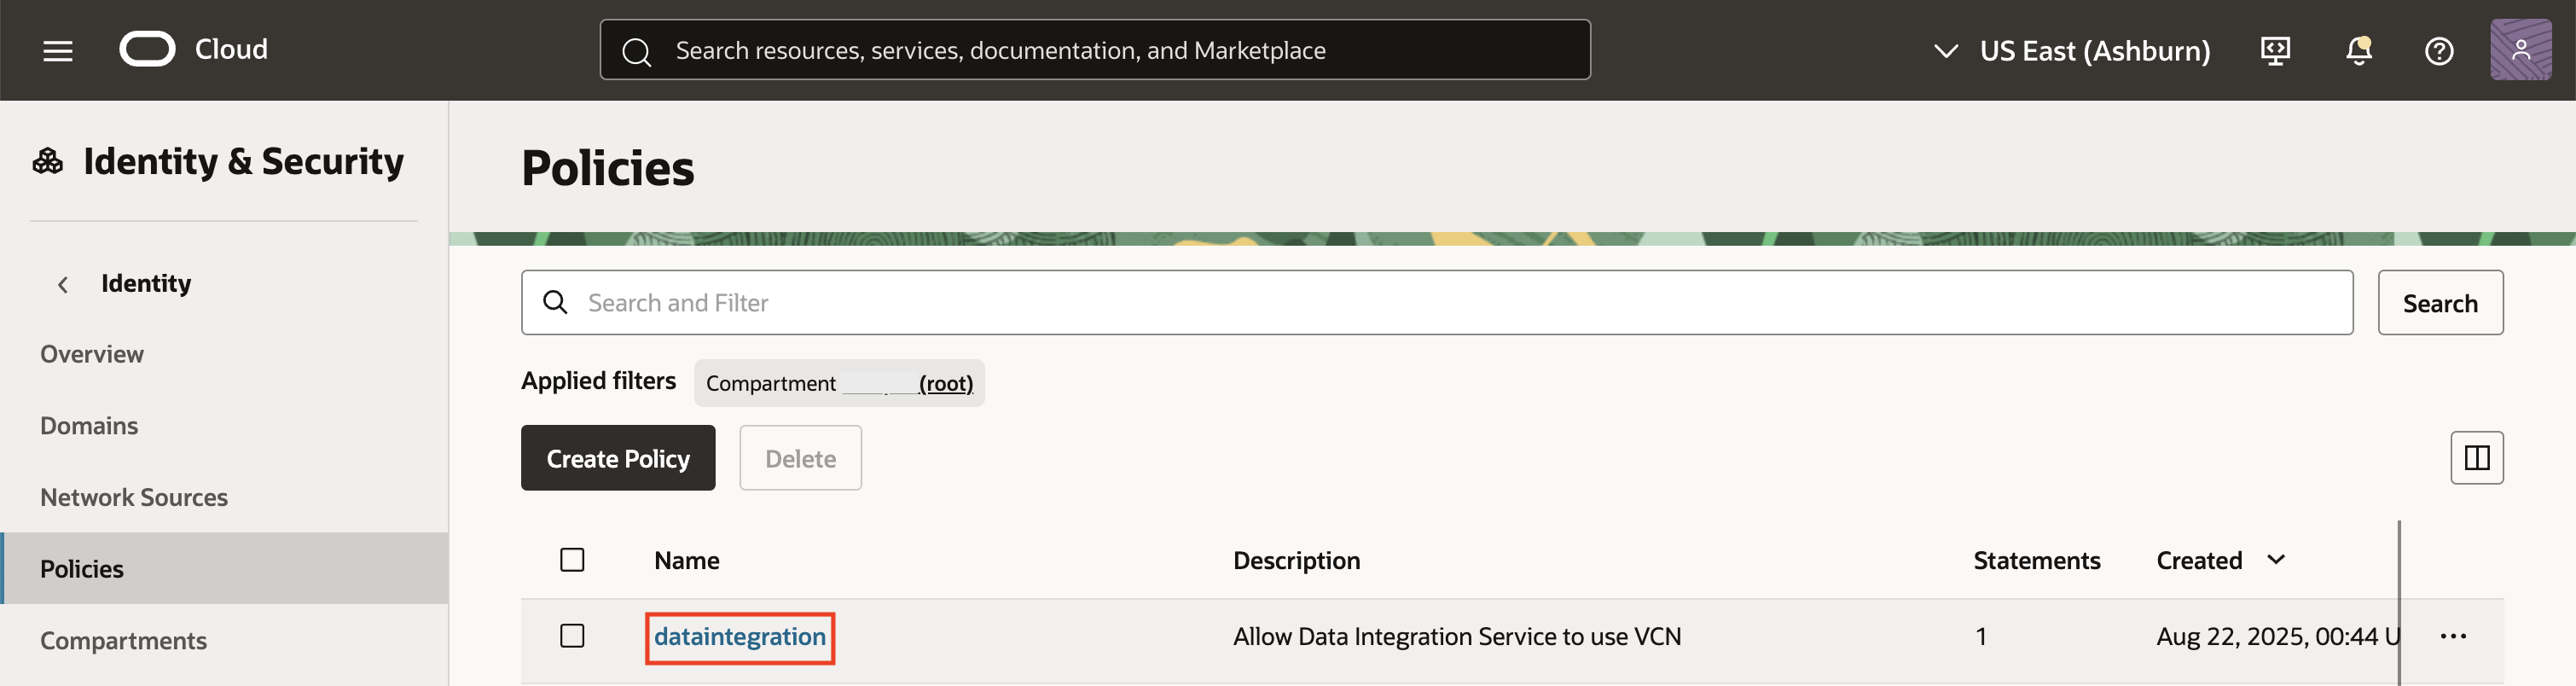 Cloud
Search resources, services, documentation, and Marketplace
US East (Ashburn)
Identity & Security
Identity
Overview
Domains
Network Sources
Policies
Compartments
Policies
Search and Filter
Search
Applied filters
Compartment (root)
Create Policy
Delete
Name Description Statements Created
dataintegration Allow Data Integration Service to use VCN 1 Aug 22, 2025, 00:44 U